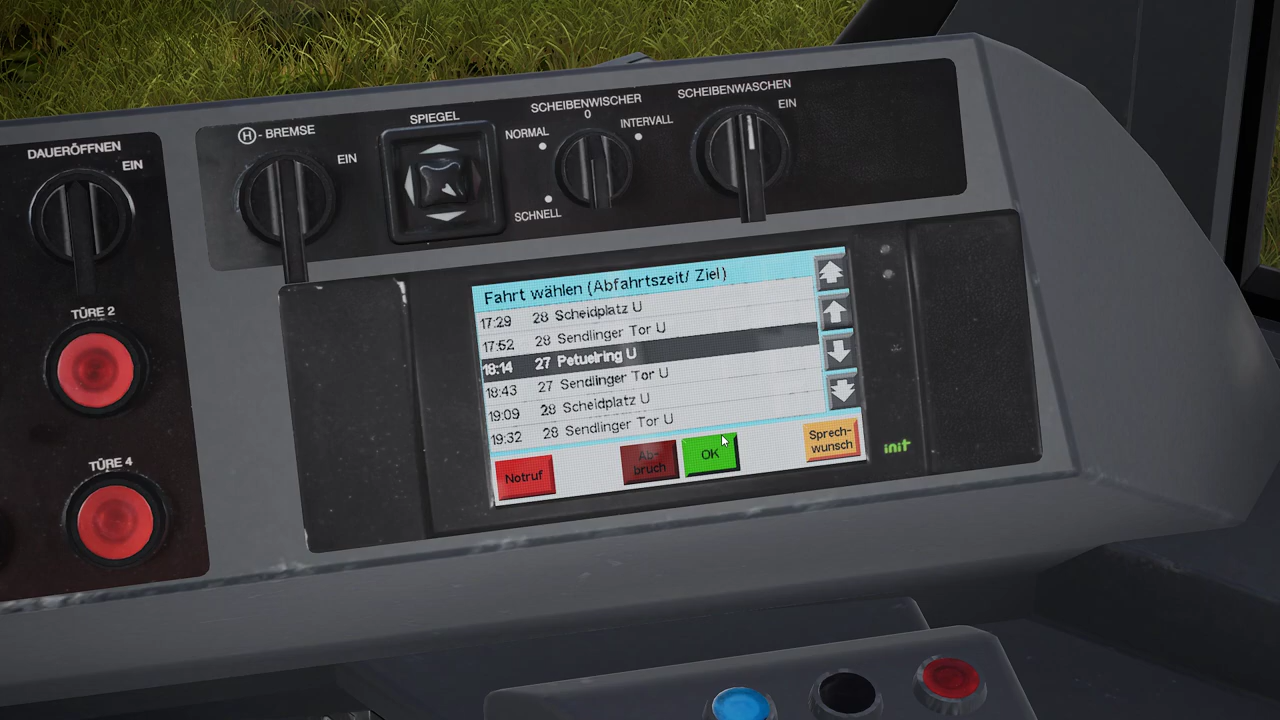 DAUERÖFFNEN
EIN
TÜRE 2
TÜRE 4
H - BREMSE
EIN
SPIEGEL
SCHEIBENWISCHER
0
NORMAL
INTERVALL
SCHNELL
SCHEIBENWASCHEN
EIN
Fahrt wählen (Abfahrtszeit/ Ziel)
17:29 28 Scheidplatz U
17:52 28 Sendlinger Tor U
18:14 27 Petuelring U
18:43 27 Sendlinger Tor U
19:09 28 Scheidplatz U
19:32 28 Sendlinger Tor U
Notruf
Ab-
bruch
OK
Sprech-
wunsch
init